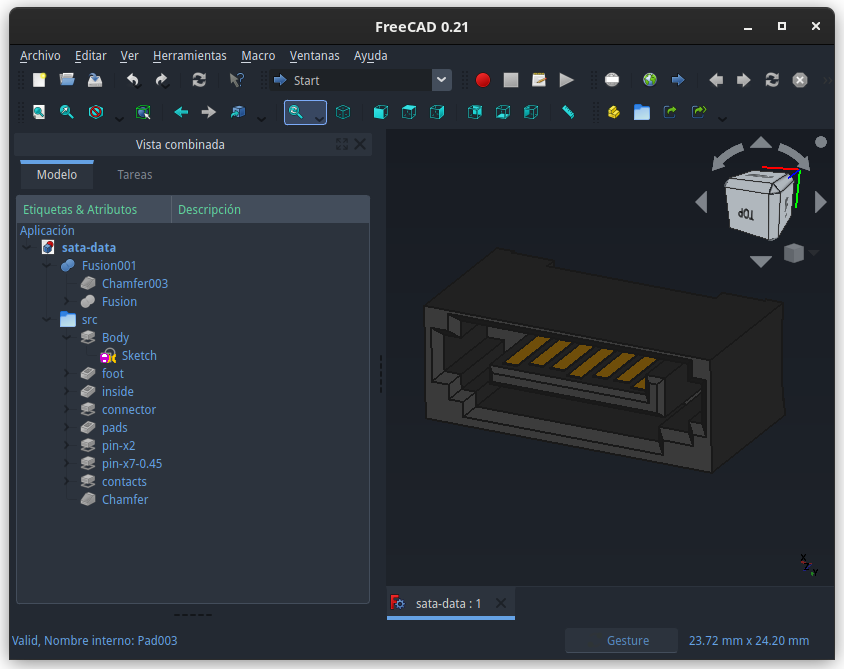 FreeCAD 0.21
Archivo Editar Ver Herramientas Macro Ventanas Ayuda
Start
Vista combinada
Modelo Tareas
Etiquetas & Atributos Descripción
Aplicación
sata-data
Fusion001
Chamfer003
Fusion
src
Body
Sketch
foot
inside
connector
pads
pin-x2
pin-x7-0.45
contacts
Chamfer
TOP
X
Z
Y
sata-data : 1
Valid, Nombre interno: Pad003
Gesture
23.72 mm x 24.20 mm